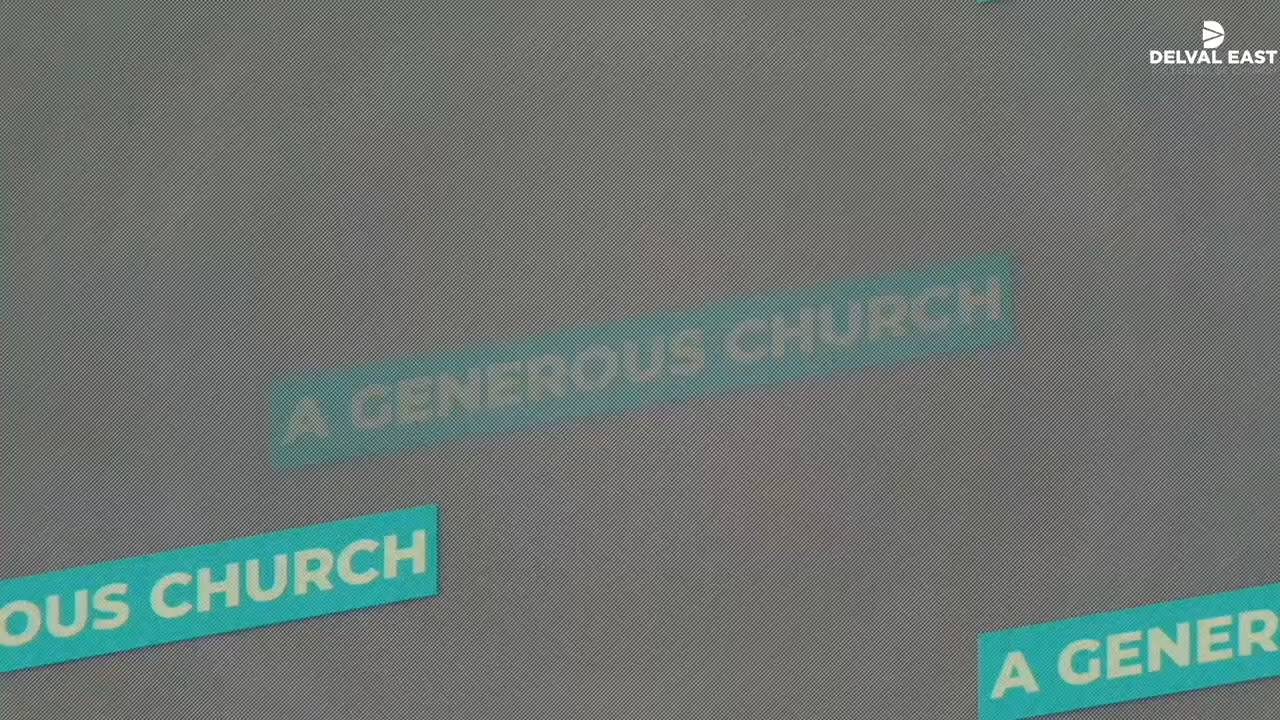 DELVAL EAST
A GENEROUS CHURCH
OUS CHURCH
A GENER